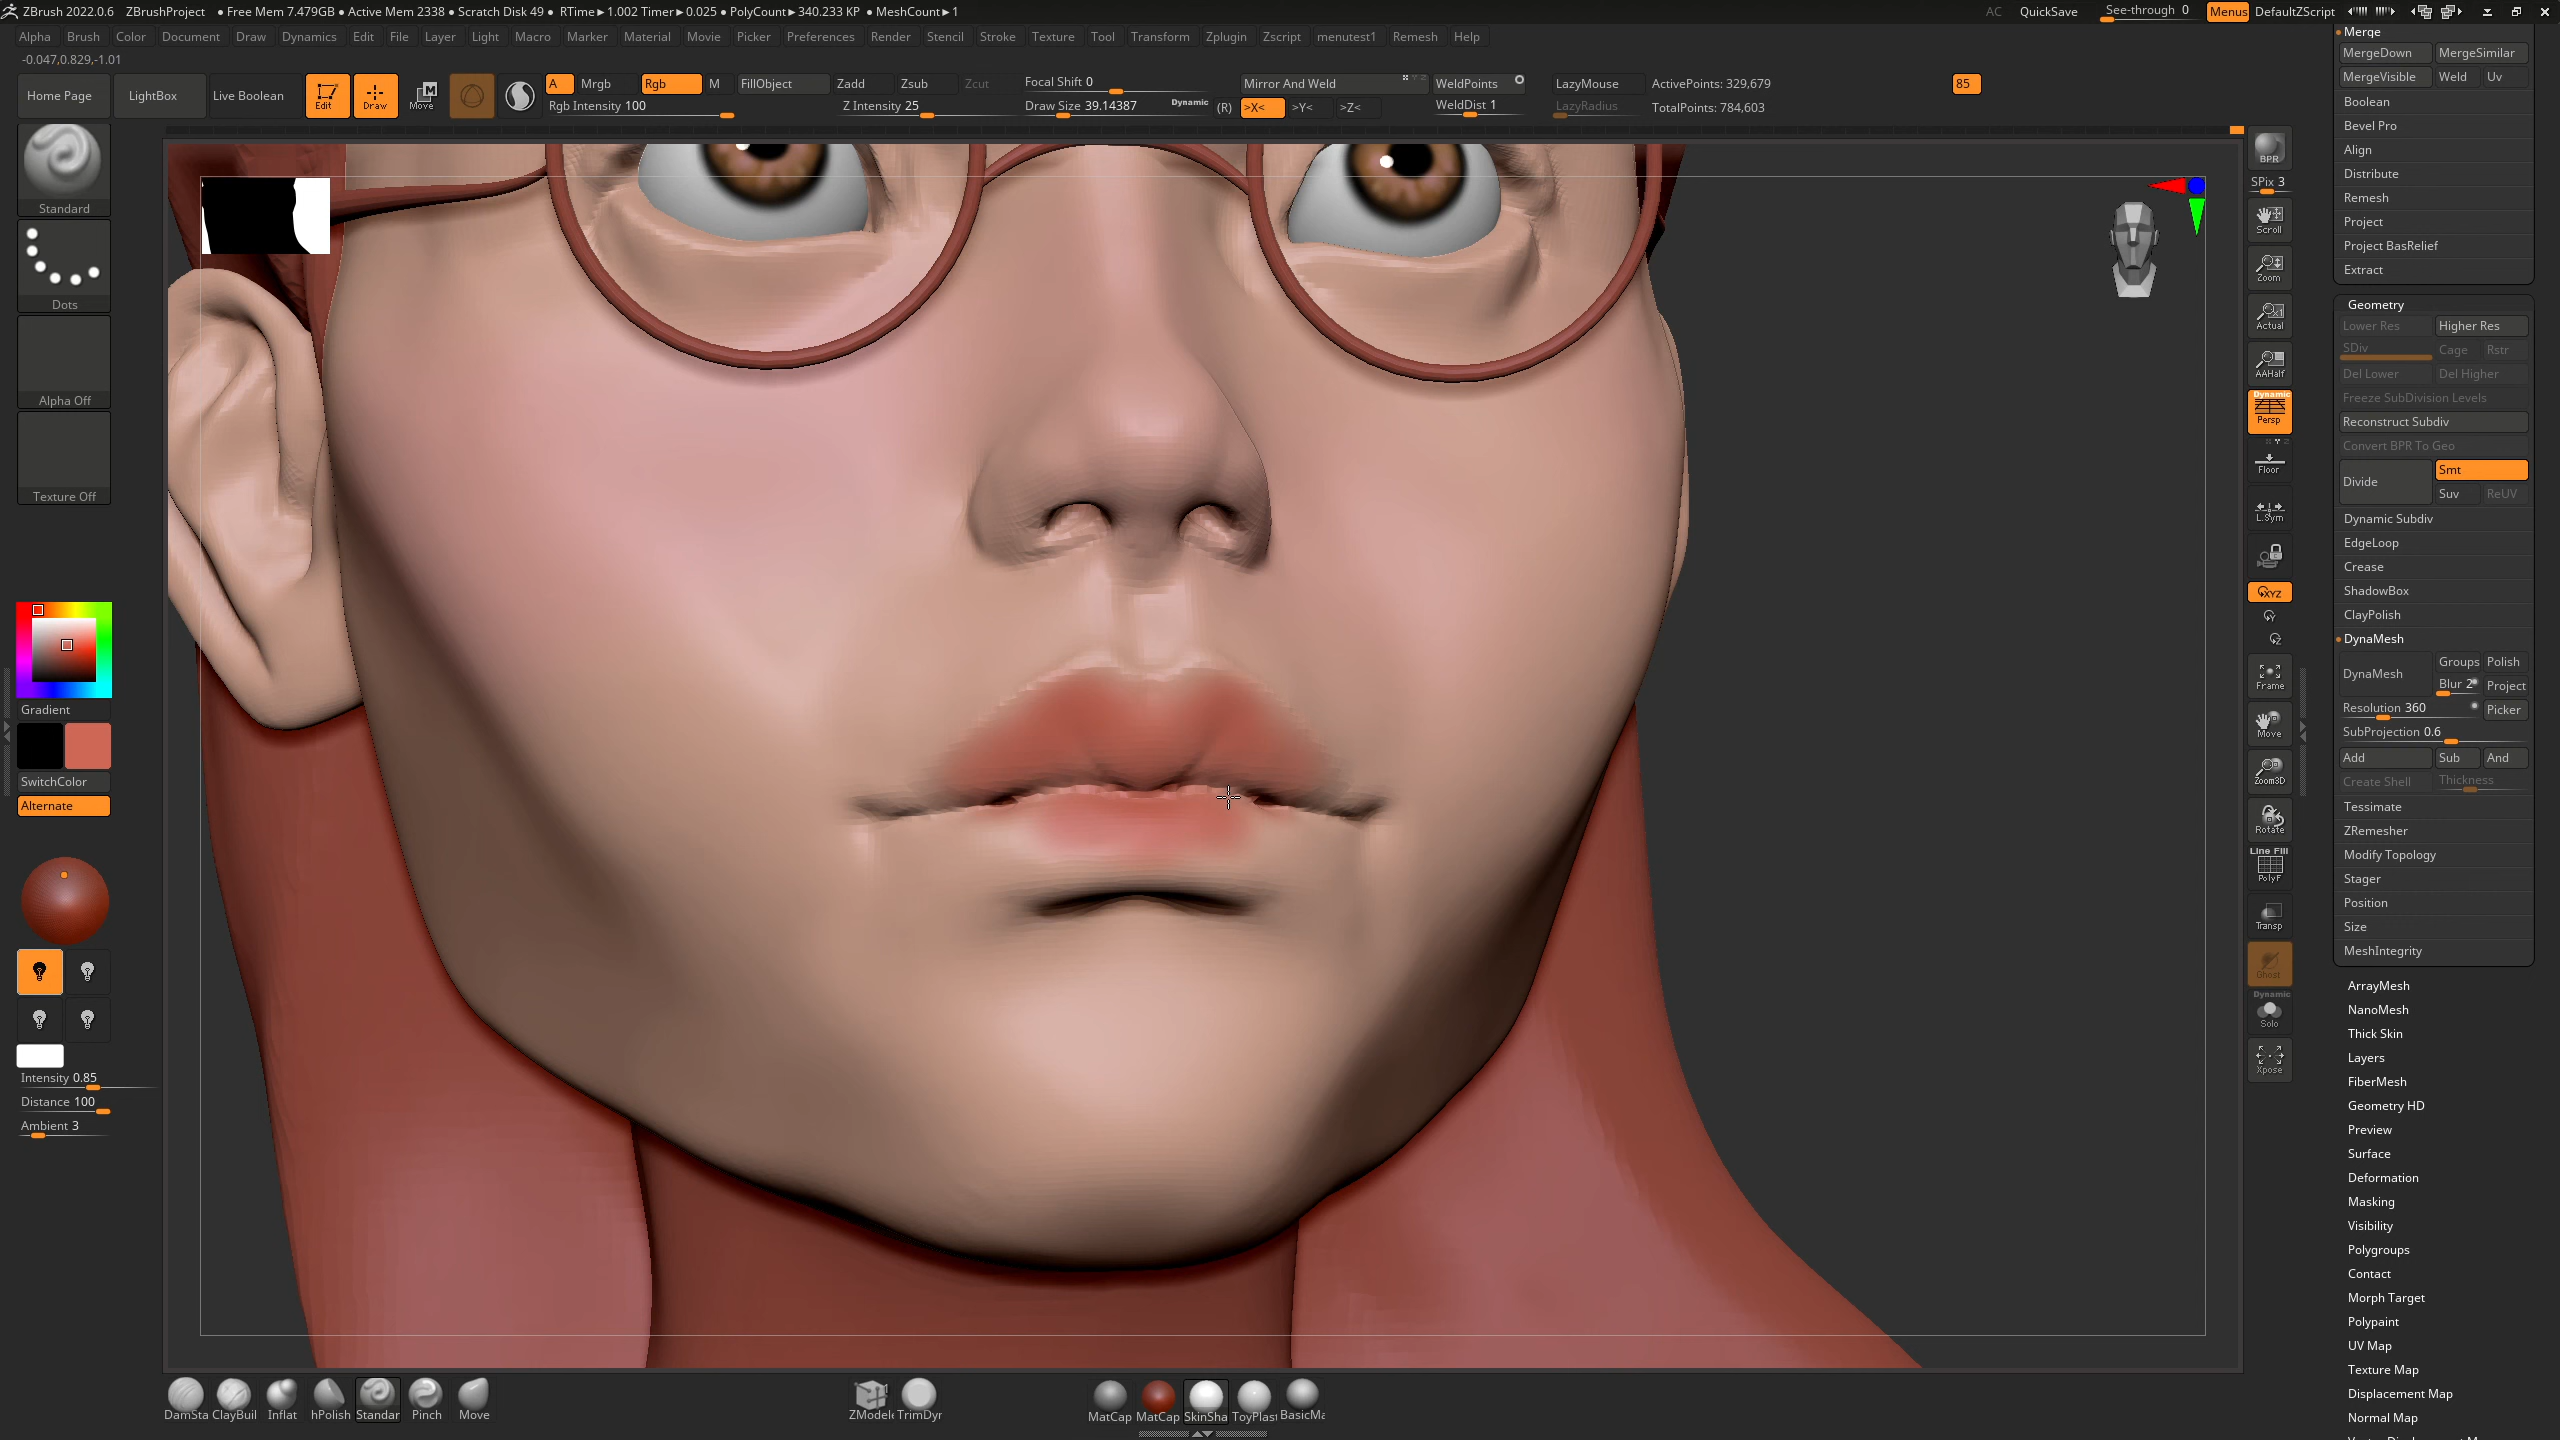 ZBrush 2022.0.6 ZBrushProject • Free Mem 7.479GB • Active Mem 2338 • Scratch Disk 49 • RTime►1.002 Timer►0.025 • PolyCount►340.233 KP • MeshCount►1
AC QuickSave See-through 0 Menus DefaultZScript
Alpha Brush Color Document Draw Dynamics Edit File Layer Light Macro Marker Material Movie Picker Preferences Render Stencil Stroke Texture Tool Transform Zplugin Zscript menutest1 Remesh Help
-0.047,0.829,-1.01
Home Page
LightBox
Live Boolean
Edit
Draw
Move
A Mrgb Rgb M FillObject Zadd Zsub Zcut
Rgb Intensity 100 Z Intensity 25
Focal Shift 0
Draw Size 39.14387 Dynamic
Mirror And Weld
(R) >X< >Y< >Z<
WeldPoints
WeldDist 1
LazyMouse
LazyRadius
ActivePoints: 329,679
TotalPoints: 784,603
85
Standard
Dots
Alpha Off
Texture Off
Gradient
SwitchColor
Alternate
Intensity 0.85
Distance 100
Ambient 3
BPR
SPix 3
Scroll
Zoom
Actual
AAHalf
Dynamic
Persp
Floor
L.Sym
XYZ
Y
Z
Frame
Move
Zoom3D
Rotate
Line Fill
PolyF
Transp
Ghost
Dynamic
Solo
Xpose
Merge
MergeDown MergeSimilar
MergeVisible Weld Uv
Boolean
Bevel Pro
Align
Distribute
Remesh
Project
Project BasRelief
Extract
Geometry
Lower Res Higher Res
SDiv Cage Rstr
Del Lower Del Higher
Freeze SubDivision Levels
Reconstruct Subdiv
Convert BPR To Geo
Divide Smt
Suv ReUV
Dynamic Subdiv
EdgeLoop
Crease
ShadowBox
ClayPolish
DynaMesh
DynaMesh Groups Polish
Blur 2 Project
Resolution 360 Picker
SubProjection 0.6
Add Sub And
Create Shell Thickness
Tessimate
ZRemesher
Modify Topology
Stager
Position
Size
MeshIntegrity
ArrayMesh
NanoMesh
Thick Skin
Layers
FiberMesh
Geometry HD
Preview
Surface
Deformation
Masking
Visibility
Polygroups
Contact
Morph Target
Polypaint
UV Map
Texture Map
Displacement Map
Normal Map
DamSta ClayBuil Inflat hPolish Standar Pinch Move
ZModele TrimDyr
MatCap MatCap SkinSha ToyPlas BasicMa